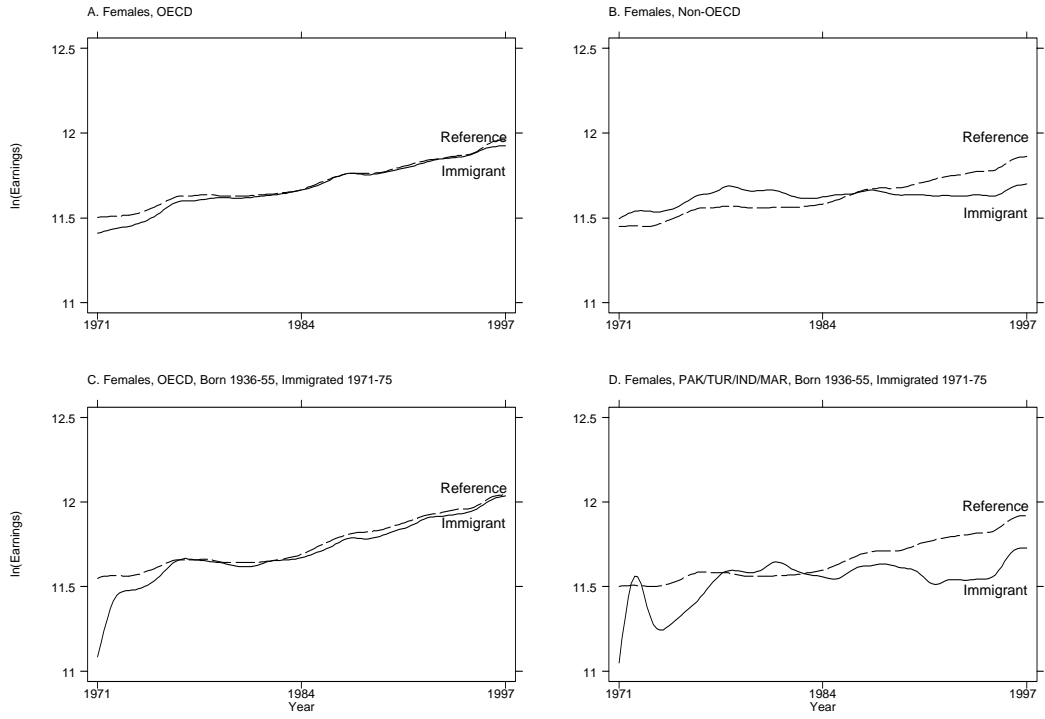 A. Females, OECD
12.5
12
11.5
11
ln(Earnings)
Reference
Immigrant
1971
1984
1997
B. Females, Non-OECD
12.5
12
11.5
11
Reference
Immigrant
1971
1984
1997
C. Females, OECD, Born 1936-55, Immigrated 1971-75
12.5
12
11.5
11
ln(Earnings)
Reference
Immigrant
1971
1984
1997
Year
D. Females, PAK/TUR/IND/MAR, Born 1936-55, Immigrated 1971-75
12.5
12
11.5
11
Reference
Immigrant
1971
1984
1997
Year